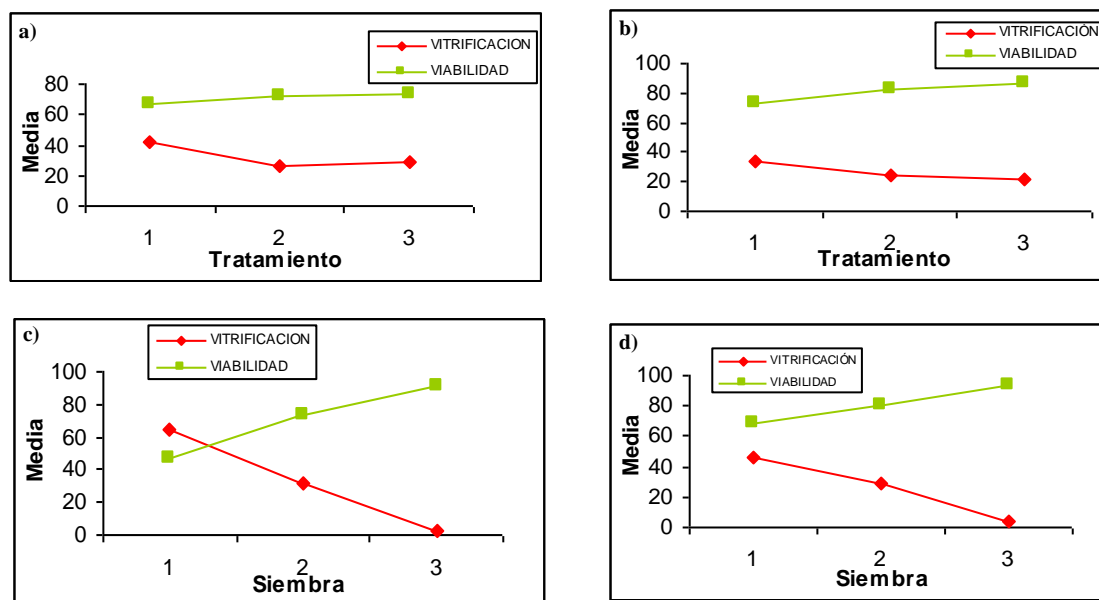 a)
VITRIFICACION
VIABILIDAD
80
60
40
20
0
Media
1 2 3
Tratamiento
b)
VITRIFICACIÓN
VIABILIDAD
100
80
60
40
20
0
Media
1 2 3
Tratamiento
c)
VITRIFICACION
VIABILIDAD
100
80
60
40
20
0
Media
1 2 3
Siembra
d)
VITRIFICACIÓN
VIABILIDAD
100
80
60
40
20
0
Media
1 2 3
Siembra